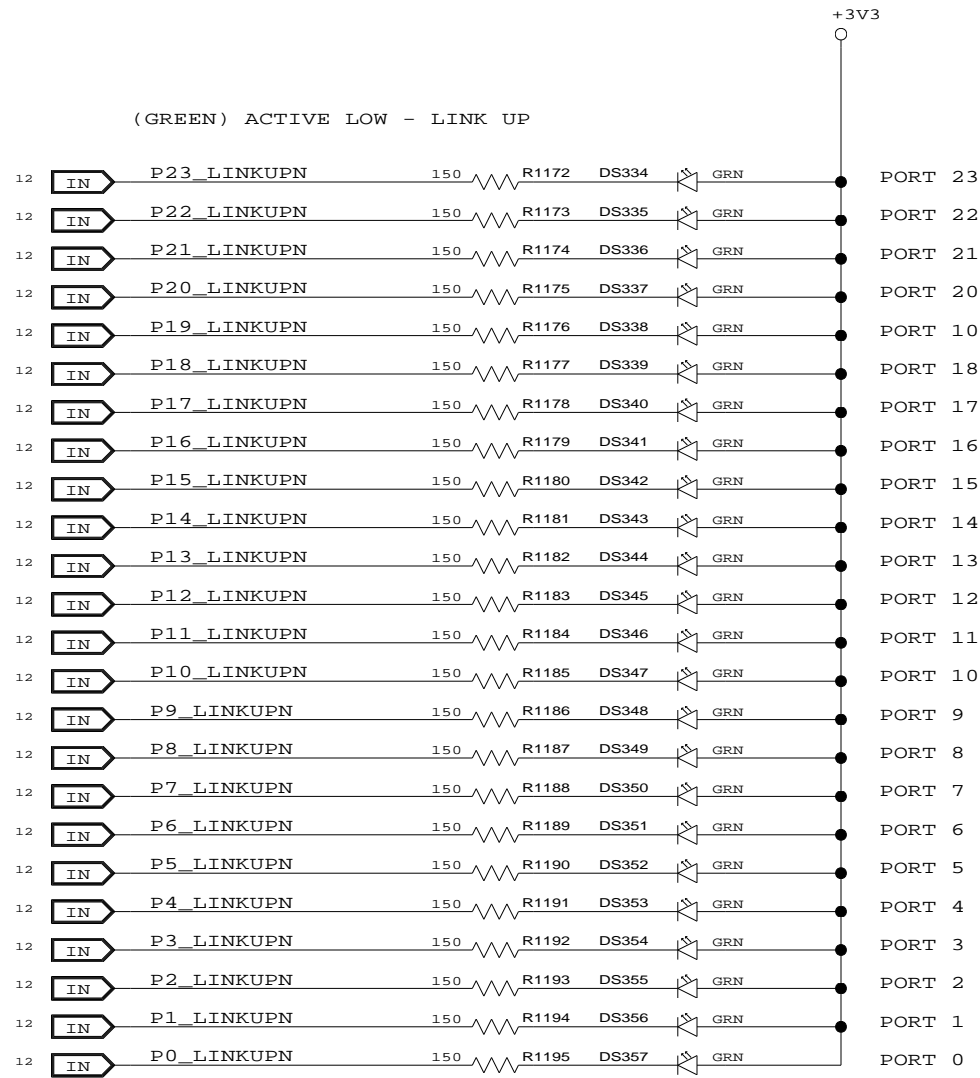 +3V3
(GREEN) ACTIVE LOW - LINK UP
12 IN P23_LINKUPN 150 R1172 DS334 GRN PORT 23
12 IN P22_LINKUPN 150 R1173 DS335 GRN PORT 22
12 IN P21_LINKUPN 150 R1174 DS336 GRN PORT 21
12 IN P20_LINKUPN 150 R1175 DS337 GRN PORT 20
12 IN P19_LINKUPN 150 R1176 DS338 GRN PORT 10
12 IN P18_LINKUPN 150 R1177 DS339 GRN PORT 18
12 IN P17_LINKUPN 150 R1178 DS340 GRN PORT 17
12 IN P16_LINKUPN 150 R1179 DS341 GRN PORT 16
12 IN P15_LINKUPN 150 R1180 DS342 GRN PORT 15
12 IN P14_LINKUPN 150 R1181 DS343 GRN PORT 14
12 IN P13_LINKUPN 150 R1182 DS344 GRN PORT 13
12 IN P12_LINKUPN 150 R1183 DS345 GRN PORT 12
12 IN P11_LINKUPN 150 R1184 DS346 GRN PORT 11
12 IN P10_LINKUPN 150 R1185 DS347 GRN PORT 10
12 IN P9_LINKUPN 150 R1186 DS348 GRN PORT 9
12 IN P8_LINKUPN 150 R1187 DS349 GRN PORT 8
12 IN P7_LINKUPN 150 R1188 DS350 GRN PORT 7
12 IN P6_LINKUPN 150 R1189 DS351 GRN PORT 6
12 IN P5_LINKUPN 150 R1190 DS352 GRN PORT 5
12 IN P4_LINKUPN 150 R1191 DS353 GRN PORT 4
12 IN P3_LINKUPN 150 R1192 DS354 GRN PORT 3
12 IN P2_LINKUPN 150 R1193 DS355 GRN PORT 2
12 IN P1_LINKUPN 150 R1194 DS356 GRN PORT 1
12 IN P0_LINKUPN 150 R1195 DS357 GRN PORT 0